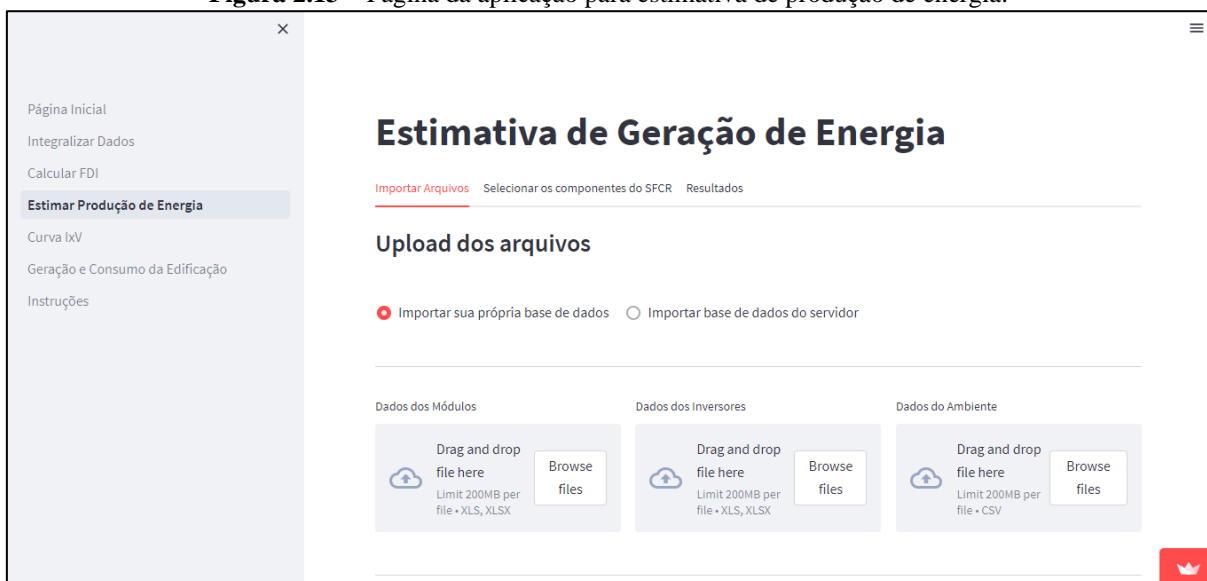 Figura 2.13 – Página da aplicação para estimativa de produção de energia.
Página Inicial
Integralizar Dados
Calcular FDI
Estimar Produção de Energia
Curva IxV
Geração e Consumo da Edificação
Instruções
Estimativa de Geração de Energia
Importar Arquivos Selecionar os componentes do SFCR Resultados
Upload dos arquivos
Importar sua própria base de dados Importar base de dados do servidor
Dados dos Módulos
Drag and drop
file here
Limit 200MB per
file • XLS, XLSX
Browse
files
Dados dos Inversores
Drag and drop
file here
Limit 200MB per
file • XLS, XLSX
Browse
files
Dados do Ambiente
Drag and drop
file here
Limit 200MB per
file • CSV
Browse
files